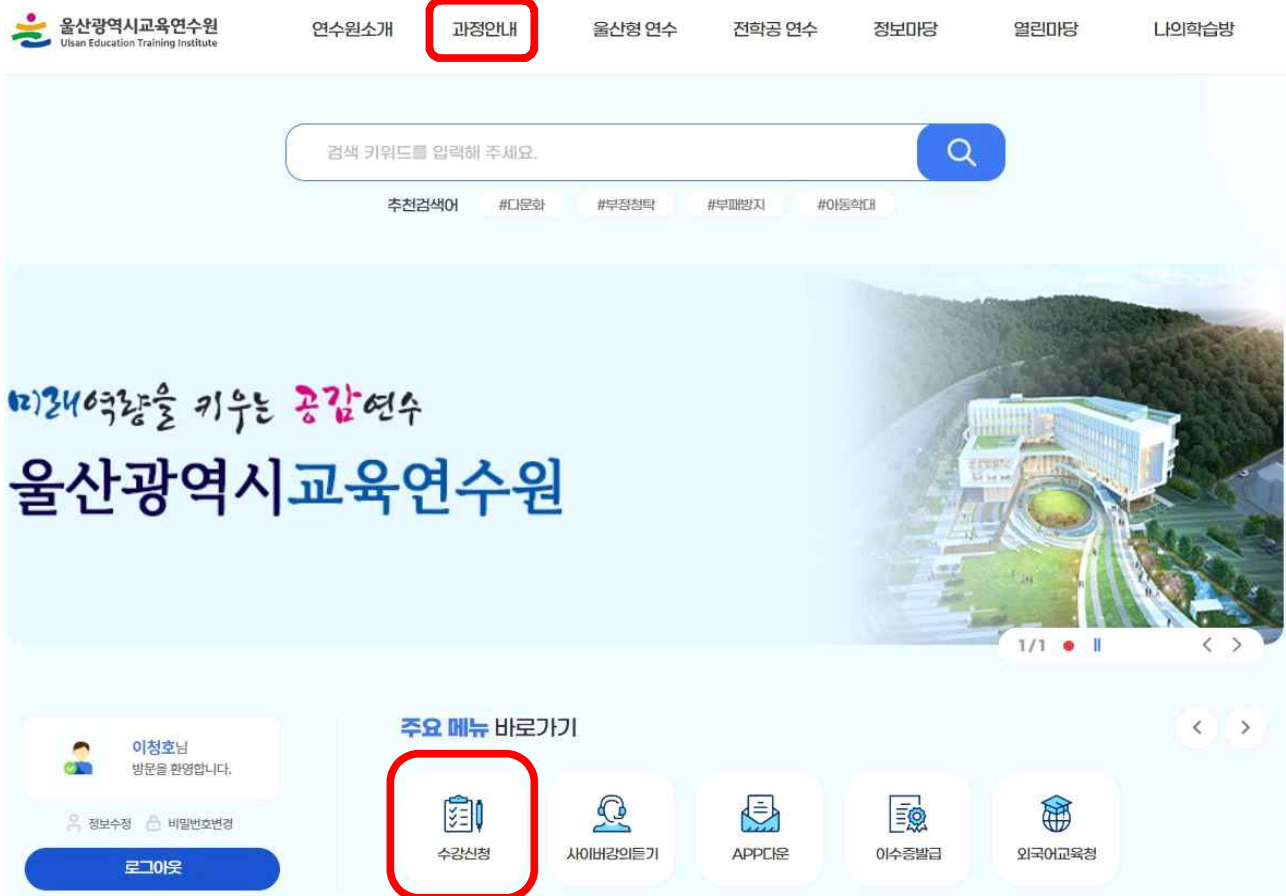 울산광역시교육연수원
Ulsan Education Training Institute
연수원소개 과정안내 울산형 연수 전학공 연수 정보마당 열린마당 나의학습방
검색 키워드를 입력해 주세요.
추천검색어 #다문화 #부정청탁 #부패방지 #아동학대
미래역량을 키우는 공감연수
울산광역시교육연수원
1/1
주요 메뉴 바로가기
이청호님
방문을 환영합니다.
정보수정 비밀번호변경
로그아웃
수강신청 사이버강의듣기 APP다운 이수증발급 외국어교육청